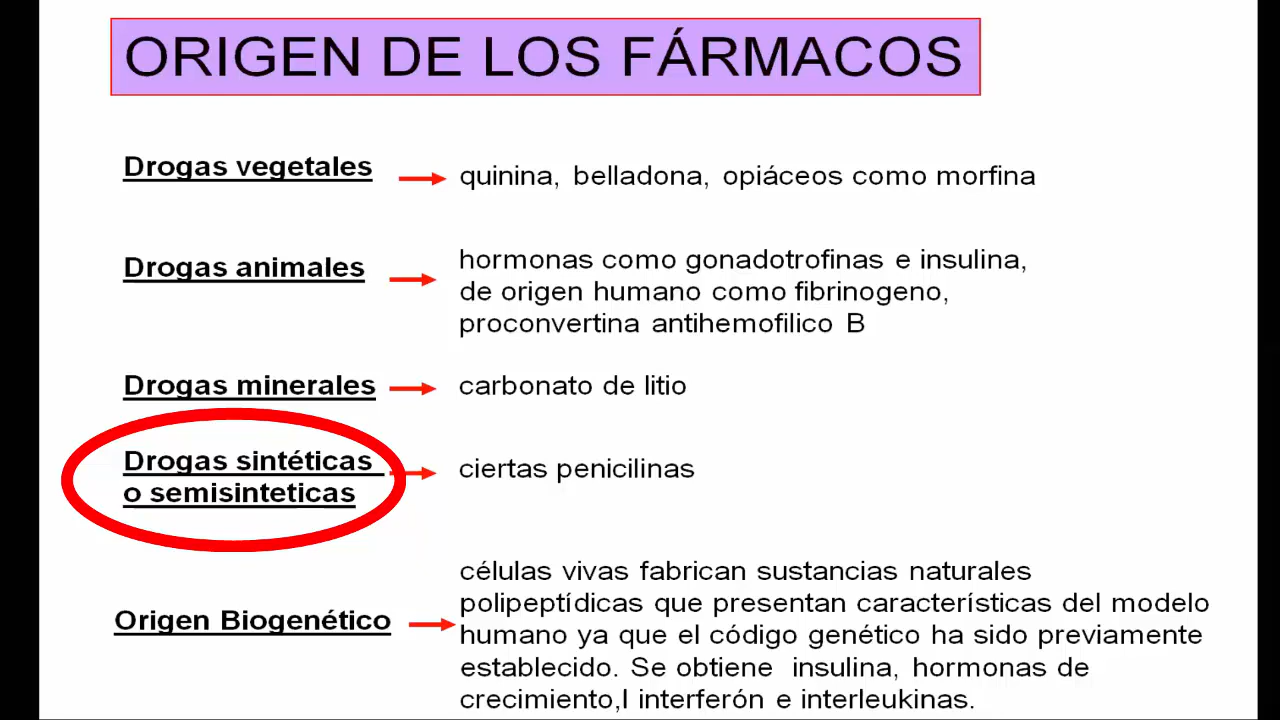 ORIGEN DE LOS FÁRMACOS
Drogas vegetales
quinina, belladona, opiáceos como morfina
Drogas animales
hormonas como gonadotrofinas e insulina,
de origen humano como fibrinogeno,
proconvertina antihemofilico B
Drogas minerales
carbonato de litio
Drogas sintéticas
o semisinteticas
ciertas penicilinas
Origen Biogenético
células vivas fabrican sustancias naturales
polipeptídicas que presentan características del modelo
humano ya que el código genético ha sido previamente
establecido. Se obtiene insulina, hormonas de
crecimiento,l interferón e interleukinas.